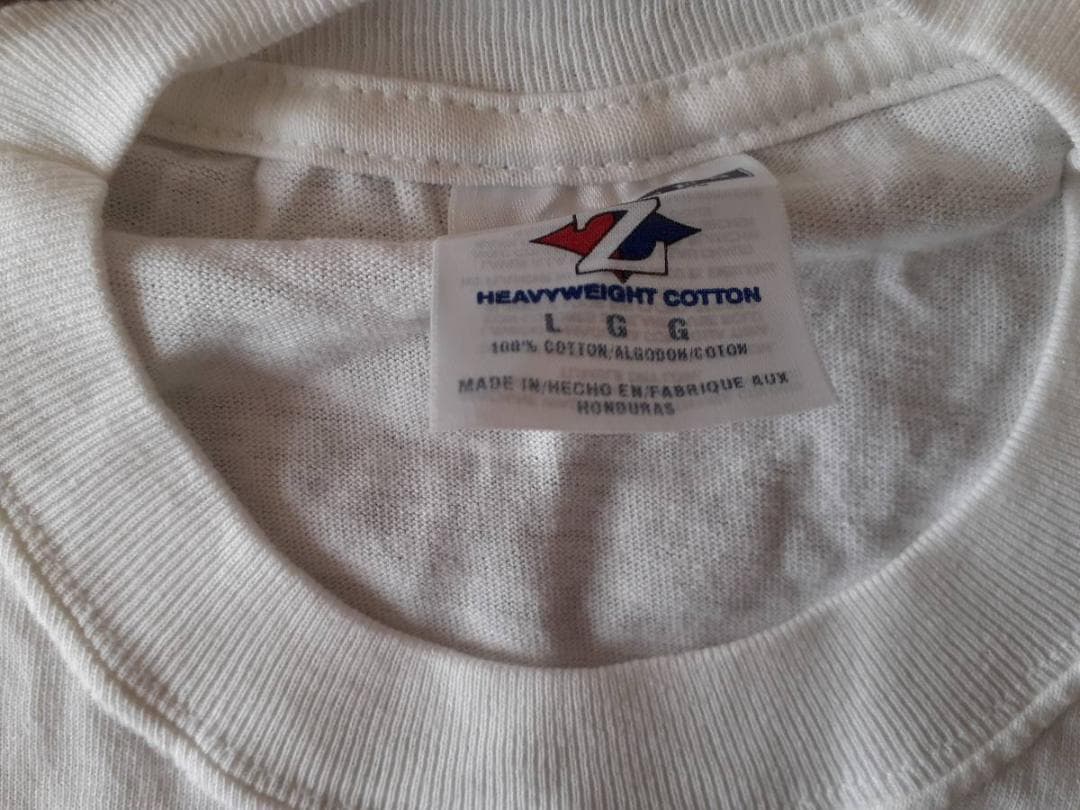 Z
HEAVYWEIGHT COTTON
L G G
100% COTTON/ALGODON/COTON
MADE IN/HECHO EN/FABRIQUE AUX
HONDURAS